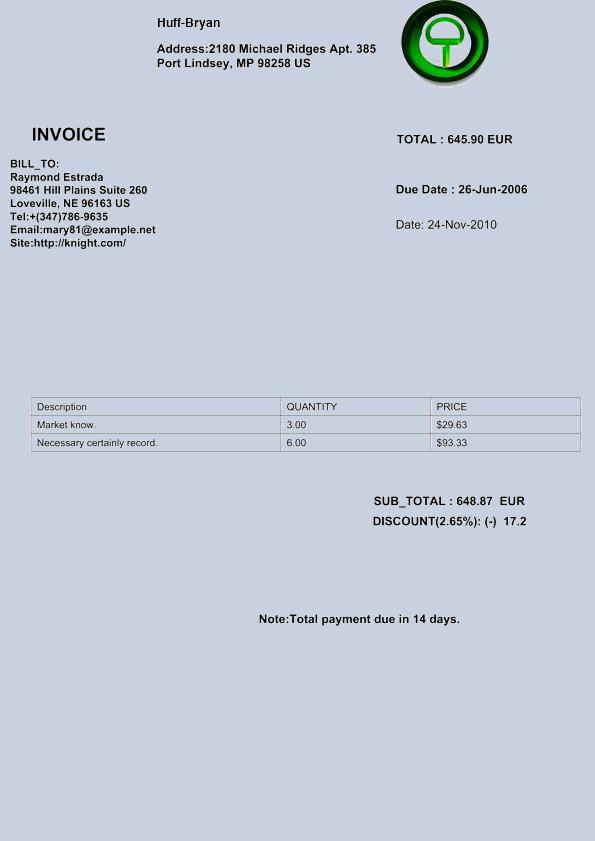 Huff-Bryan
Address:2180 Michael Ridges Apt. 385
Port Lindsey, MP 98258 US
INVOICE
TOTAL : 645.90 EUR
BILL_TO:
Raymond Estrada
98461 Hill Plains Suite 260
Loveville, NE 96163 US
Tel:+(347)786-9635
Email:mary81@example.net
Site:http://knight.com/
Due Date : 26-Jun-2006
Date: 24-Nov-2010
Description QUANTITY PRICE
Market know. 3.00 $29.63
Necessary certainly record. 6.00 $93.33
SUB_TOTAL : 648.87 EUR
DISCOUNT(2.65%): (-) 17.2
Note:Total payment due in 14 days.